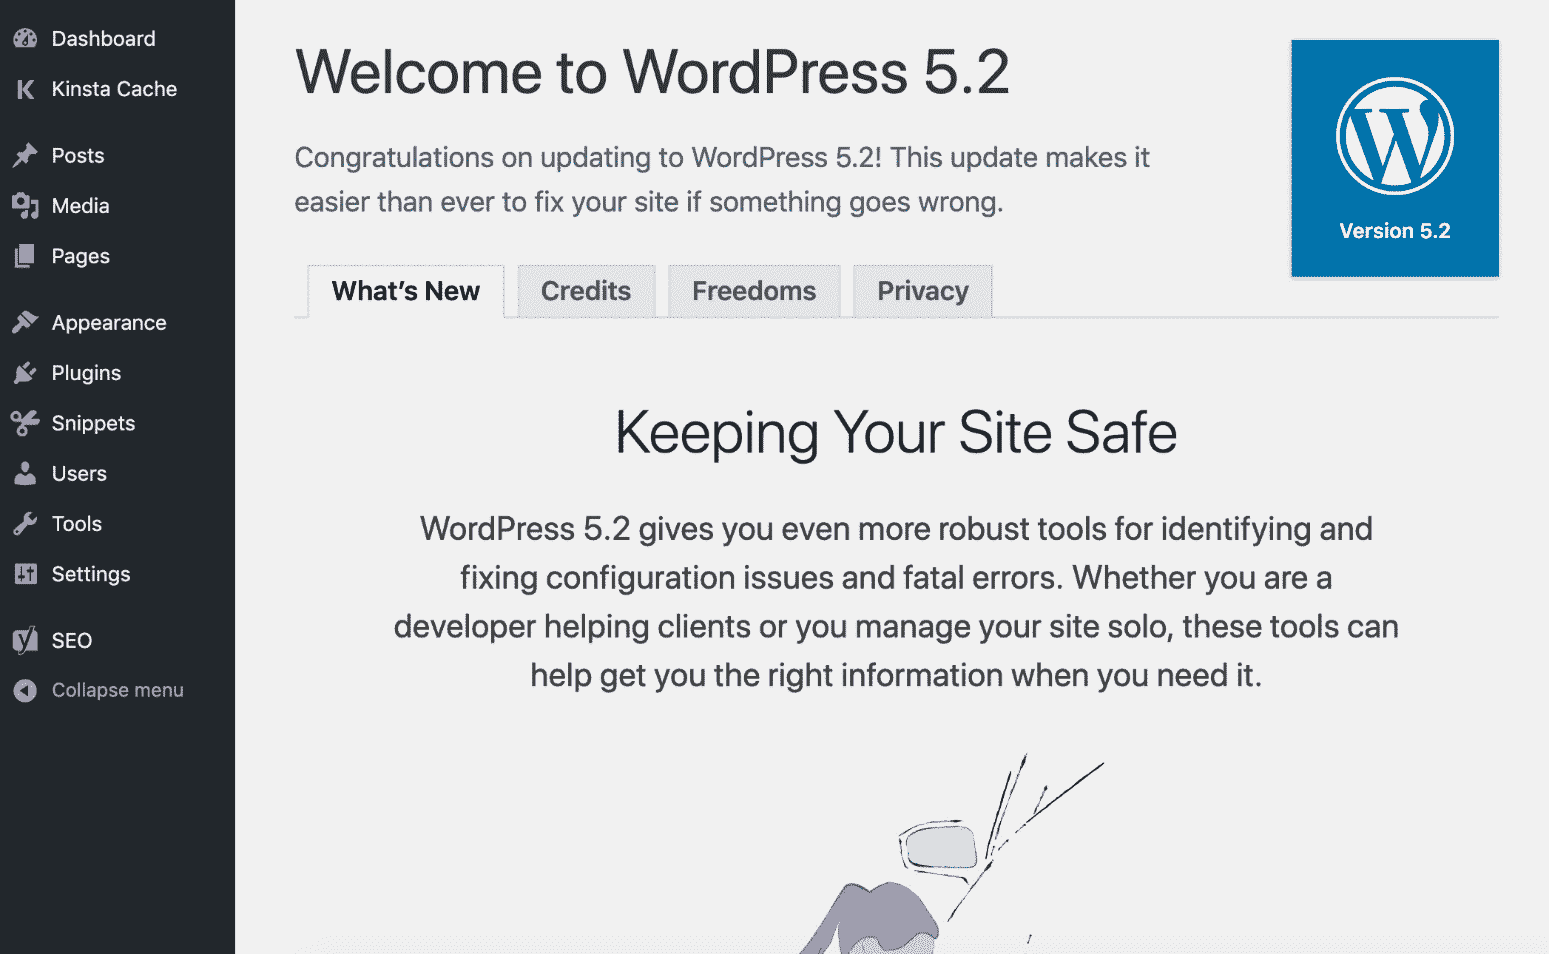 Dashboard
Kinsta Cache
Posts
Media
Pages
Appearance
Plugins
Snippets
Users
Tools
Settings
SEO
Collapse menu
Welcome to WordPress 5.2
Congratulations on updating to WordPress 5.2! This update makes it
easier than ever to fix your site if something goes wrong.
Version 5.2
What’s New
Credits
Freedoms
Privacy
Keeping Your Site Safe
WordPress 5.2 gives you even more robust tools for identifying and
fixing configuration issues and fatal errors. Whether you are a
developer helping clients or you manage your site solo, these tools can
help get you the right information when you need it.